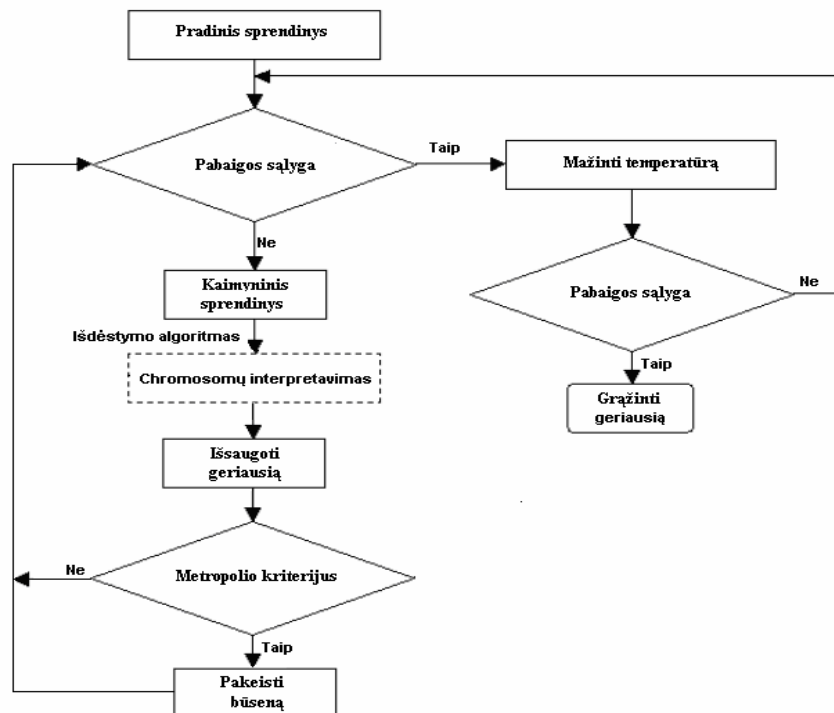 Pradinis sprendinys
Pabaigos sąlyga
Taip
Mažinti temperatūrą
Ne
Kaimyninis
sprendinys
Pabaigos sąlyga
Ne
Išdėstymo algoritmas
Chromosomų interpretavimas
Taip
Grąžinti
geriausią
Išsaugoti
geriausią
Metropolio kriterijus
Ne
Taip
Pakeisti
būseną